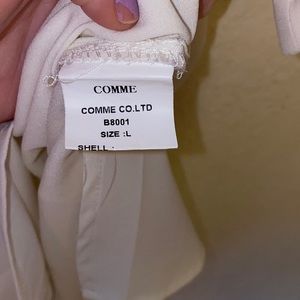 COMME
COMME CO.LTD
B8001
SIZE :L
SHELL :